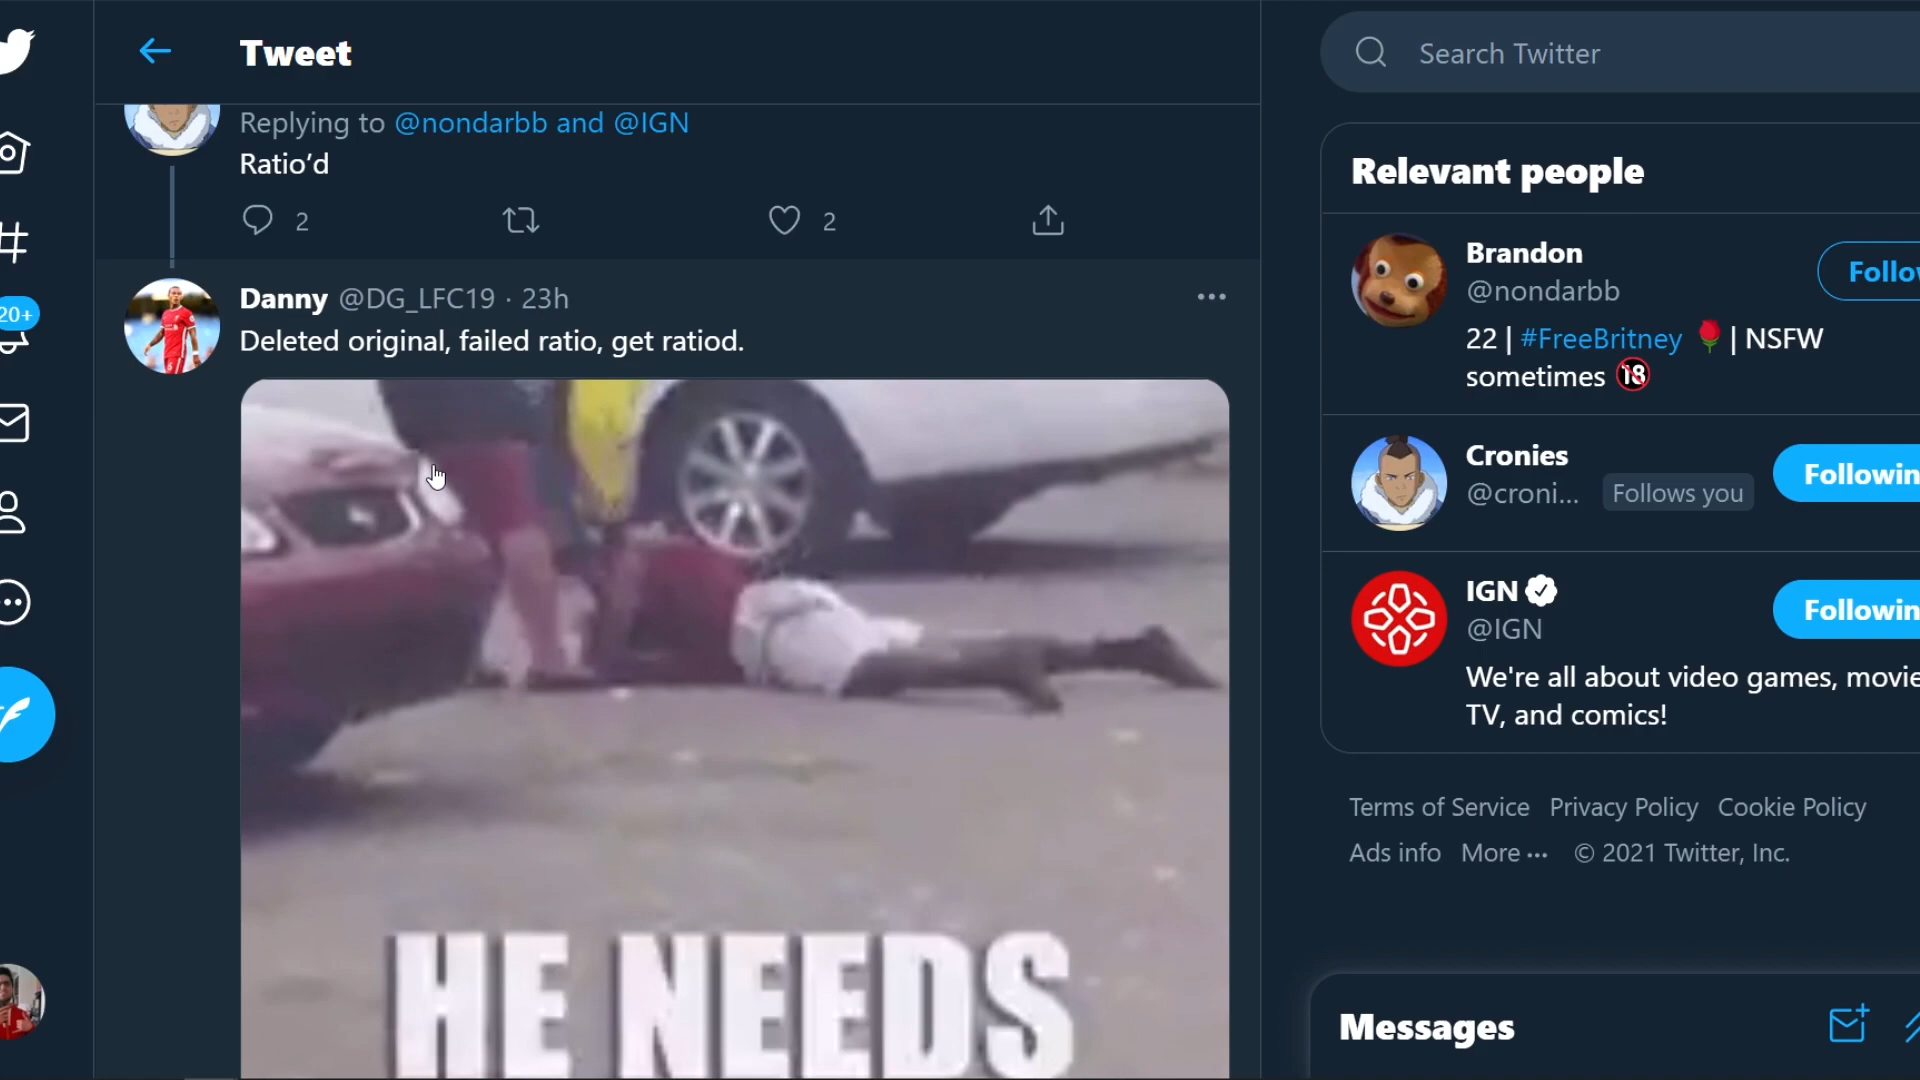 Tweet
Search Twitter
Replying to @nondarbb and @IGN
Ratio’d
2
2
Danny @DG_LFC19 · 23h
Deleted original, failed ratio, get ratiod.
HE NEEDS
20+
Relevant people
Brandon
@nondarbb
Follow
22 | #FreeBritney 🌹 | NSFW
sometimes 🔞
Cronies
@croni... Follows you
Followin
IGN
@IGN
Followin
We're all about video games, movie
TV, and comics!
Terms of Service Privacy Policy Cookie Policy
Ads info More ··· © 2021 Twitter, Inc.
Messages